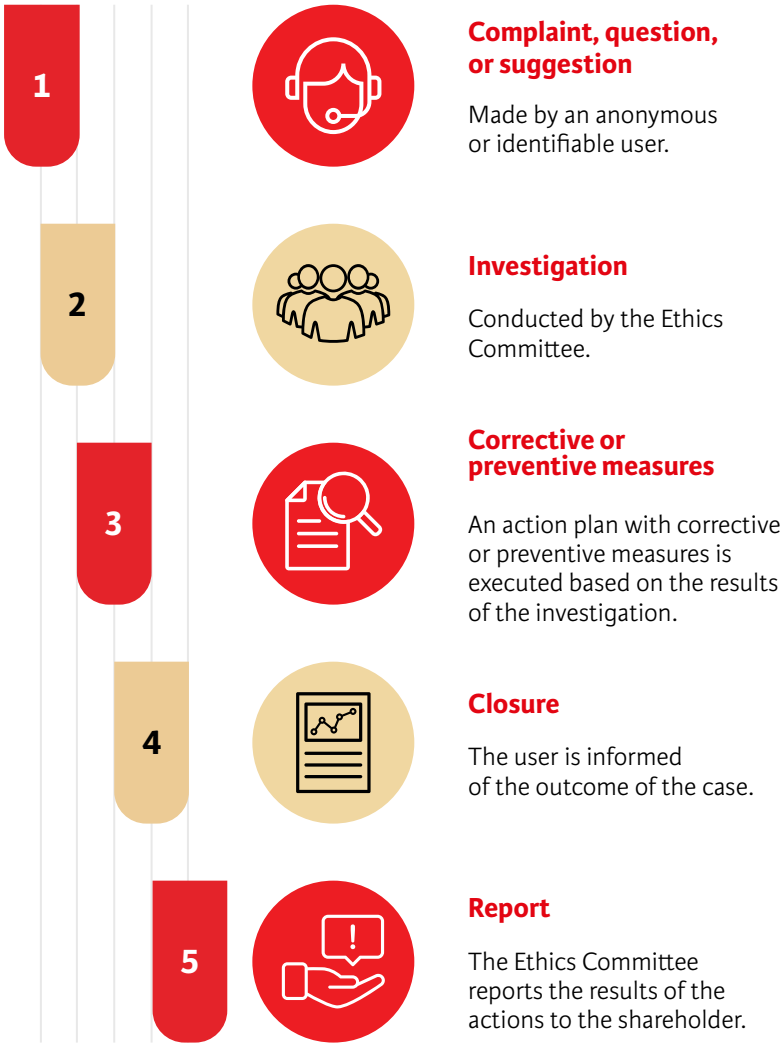 1
Complaint, question,
or suggestion
Made by an anonymous
or identifiable user.
2
Investigation
Conducted by the Ethics
Committee.
3
Corrective or
preventive measures
An action plan with corrective
or preventive measures is
executed based on the results
of the investigation.
4
Closure
The user is informed
of the outcome of the case.
5
!
Report
The Ethics Committee
reports the results of the
actions to the shareholder.